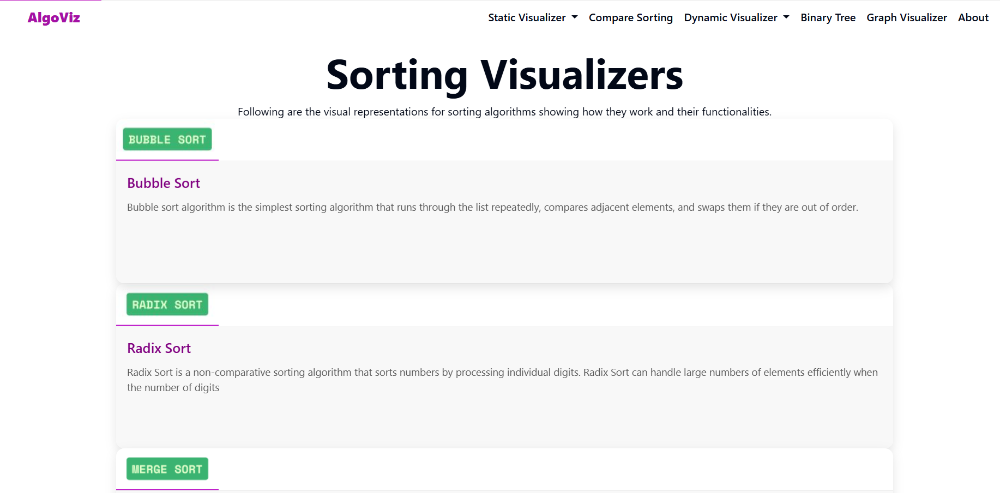 AlgoViz
Static Visualizer
Compare Sorting
Dynamic Visualizer
Binary Tree
Graph Visualizer
About
Sorting Visualizers
Following are the visual representations for sorting algorithms showing how they work and their functionalities.
BUBBLE SORT
Bubble Sort
Bubble sort algorithm is the simplest sorting algorithm that runs through the list repeatedly, compares adjacent elements, and swaps them if they are out of order.
RADIX SORT
Radix Sort
Radix Sort is a non-comparative sorting algorithm that sorts numbers by processing individual digits. Radix Sort can handle large numbers of elements efficiently when
the number of digits
MERGE SORT